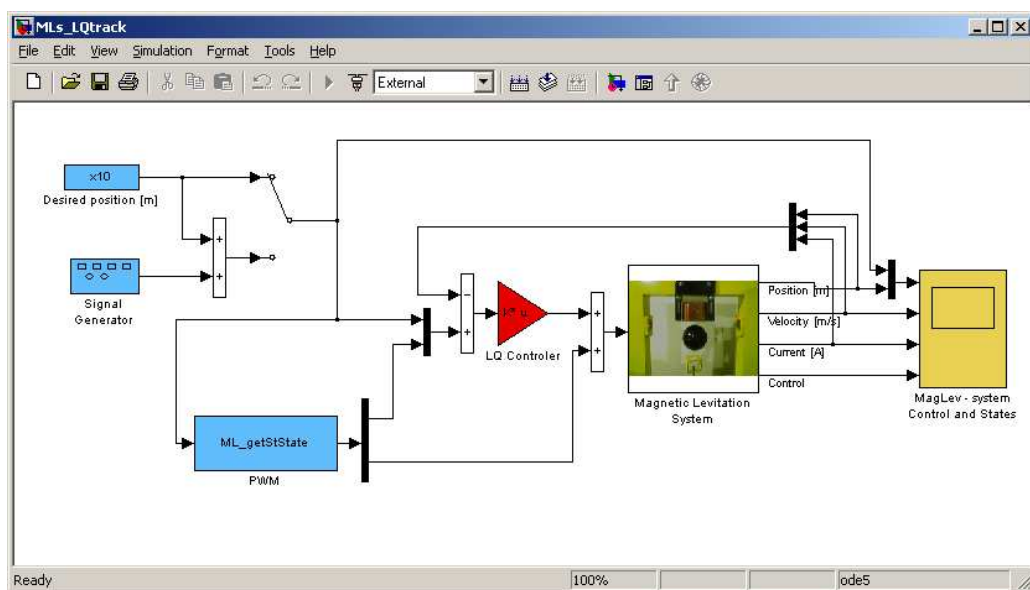 MLs_LQtrack
File Edit View Simulation Format Tools Help
External
x10
Desired position [m]
Signal
Generator
LQ Controler
Position [m]
Velocity [m/s]
Current [A]
Control
Magnetic Levitation
System
MagLev - system
Control and States
ML_getStState
PWM
Ready 100% ode5